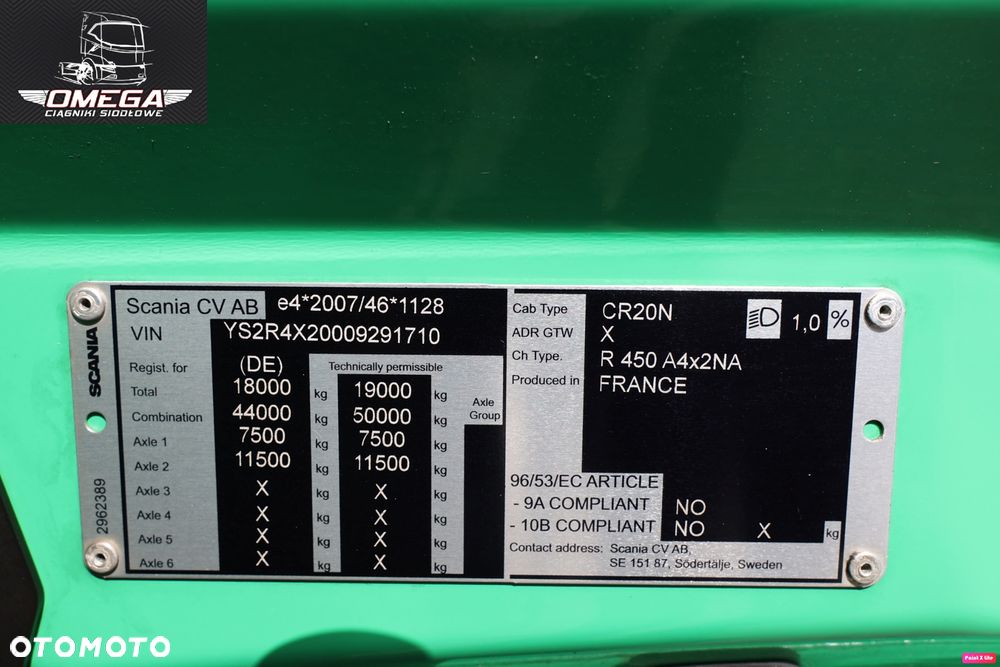 OMEGA
CIĄGNIKI SIODŁOWE
Scania CV AB e4*2007/46*1128
VIN YS2R4X20009291710
Regist. for (DE) Technically permissible
Total 18000 kg 19000 kg Axle Group
Combination 44000 kg 50000 kg
Axle 1 7500 kg 7500 kg
Axle 2 11500 kg 11500 kg
Axle 3 X kg X kg
Axle 4 X kg X kg
Axle 5 X kg X kg
Axle 6 X kg X kg
SCANIA
2962389
Cab Type CR20N 1,0 %
ADR GTW X
Ch Type. R 450 A4x2NA
Produced in FRANCE
96/53/EC ARTICLE
- 9A COMPLIANT NO
- 10B COMPLIANT NO X kg
Contact address: Scania CV AB,
SE 151 87, Södertälje, Sweden
OTOMOTO
Paint X lite